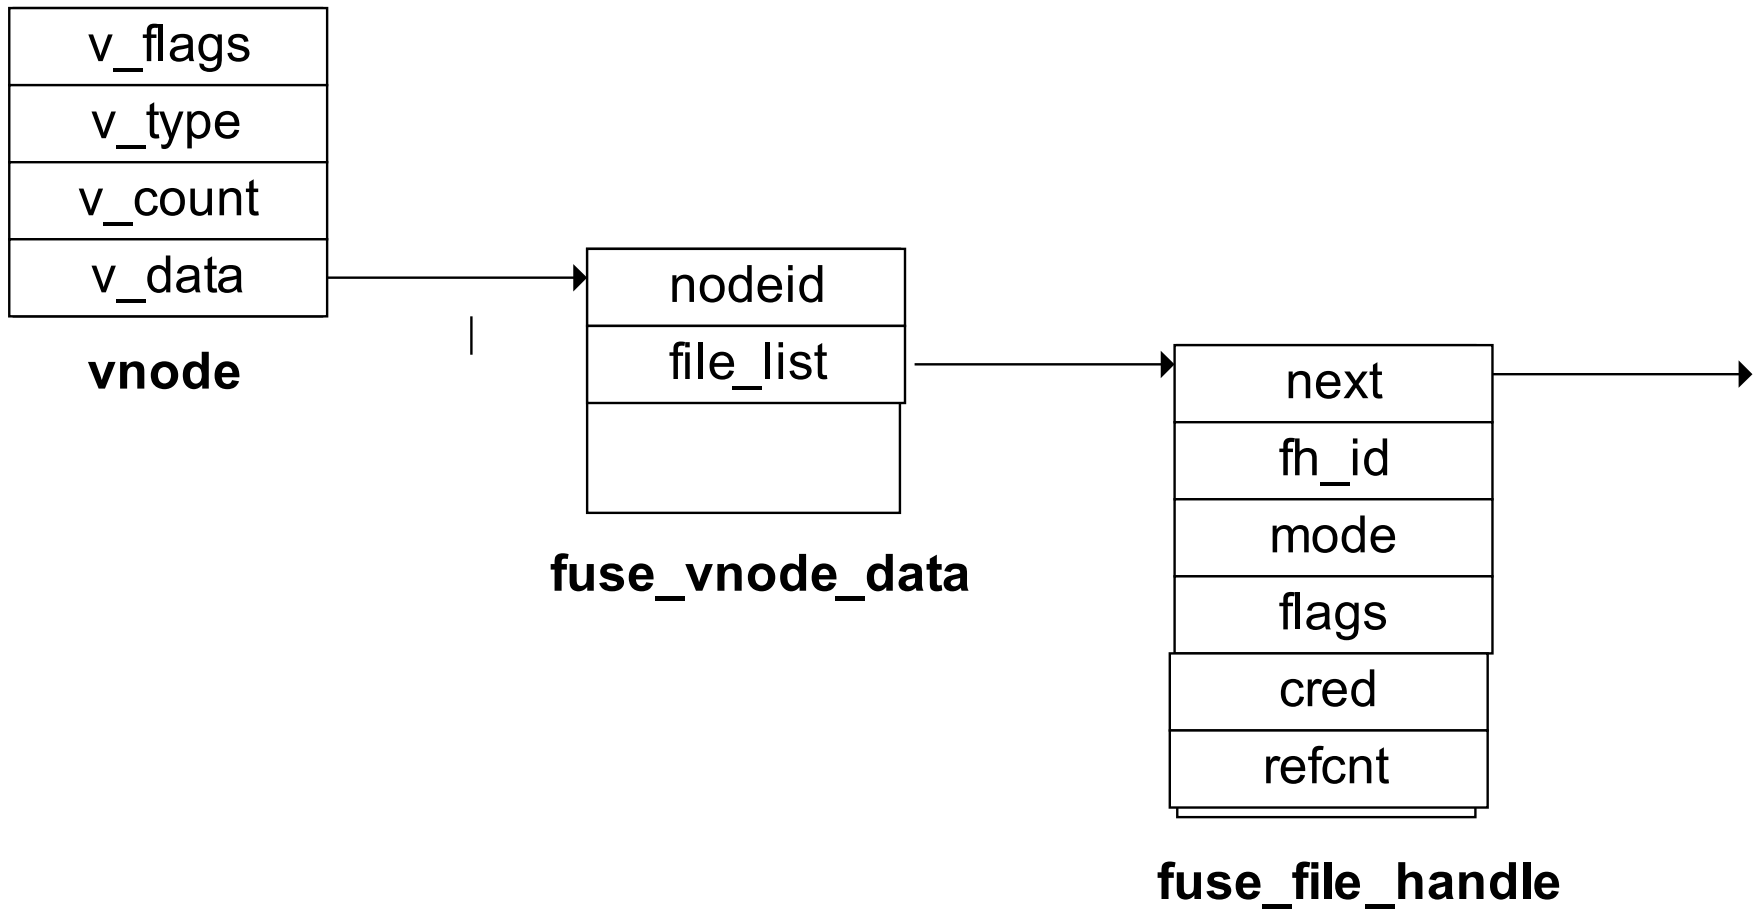 v_flags
v_type
v_count
v_data
vnode
nodeid
file_list
fuse_vnode_data
next
fh_id
mode
flags
cred
refcnt
fuse_file_handle